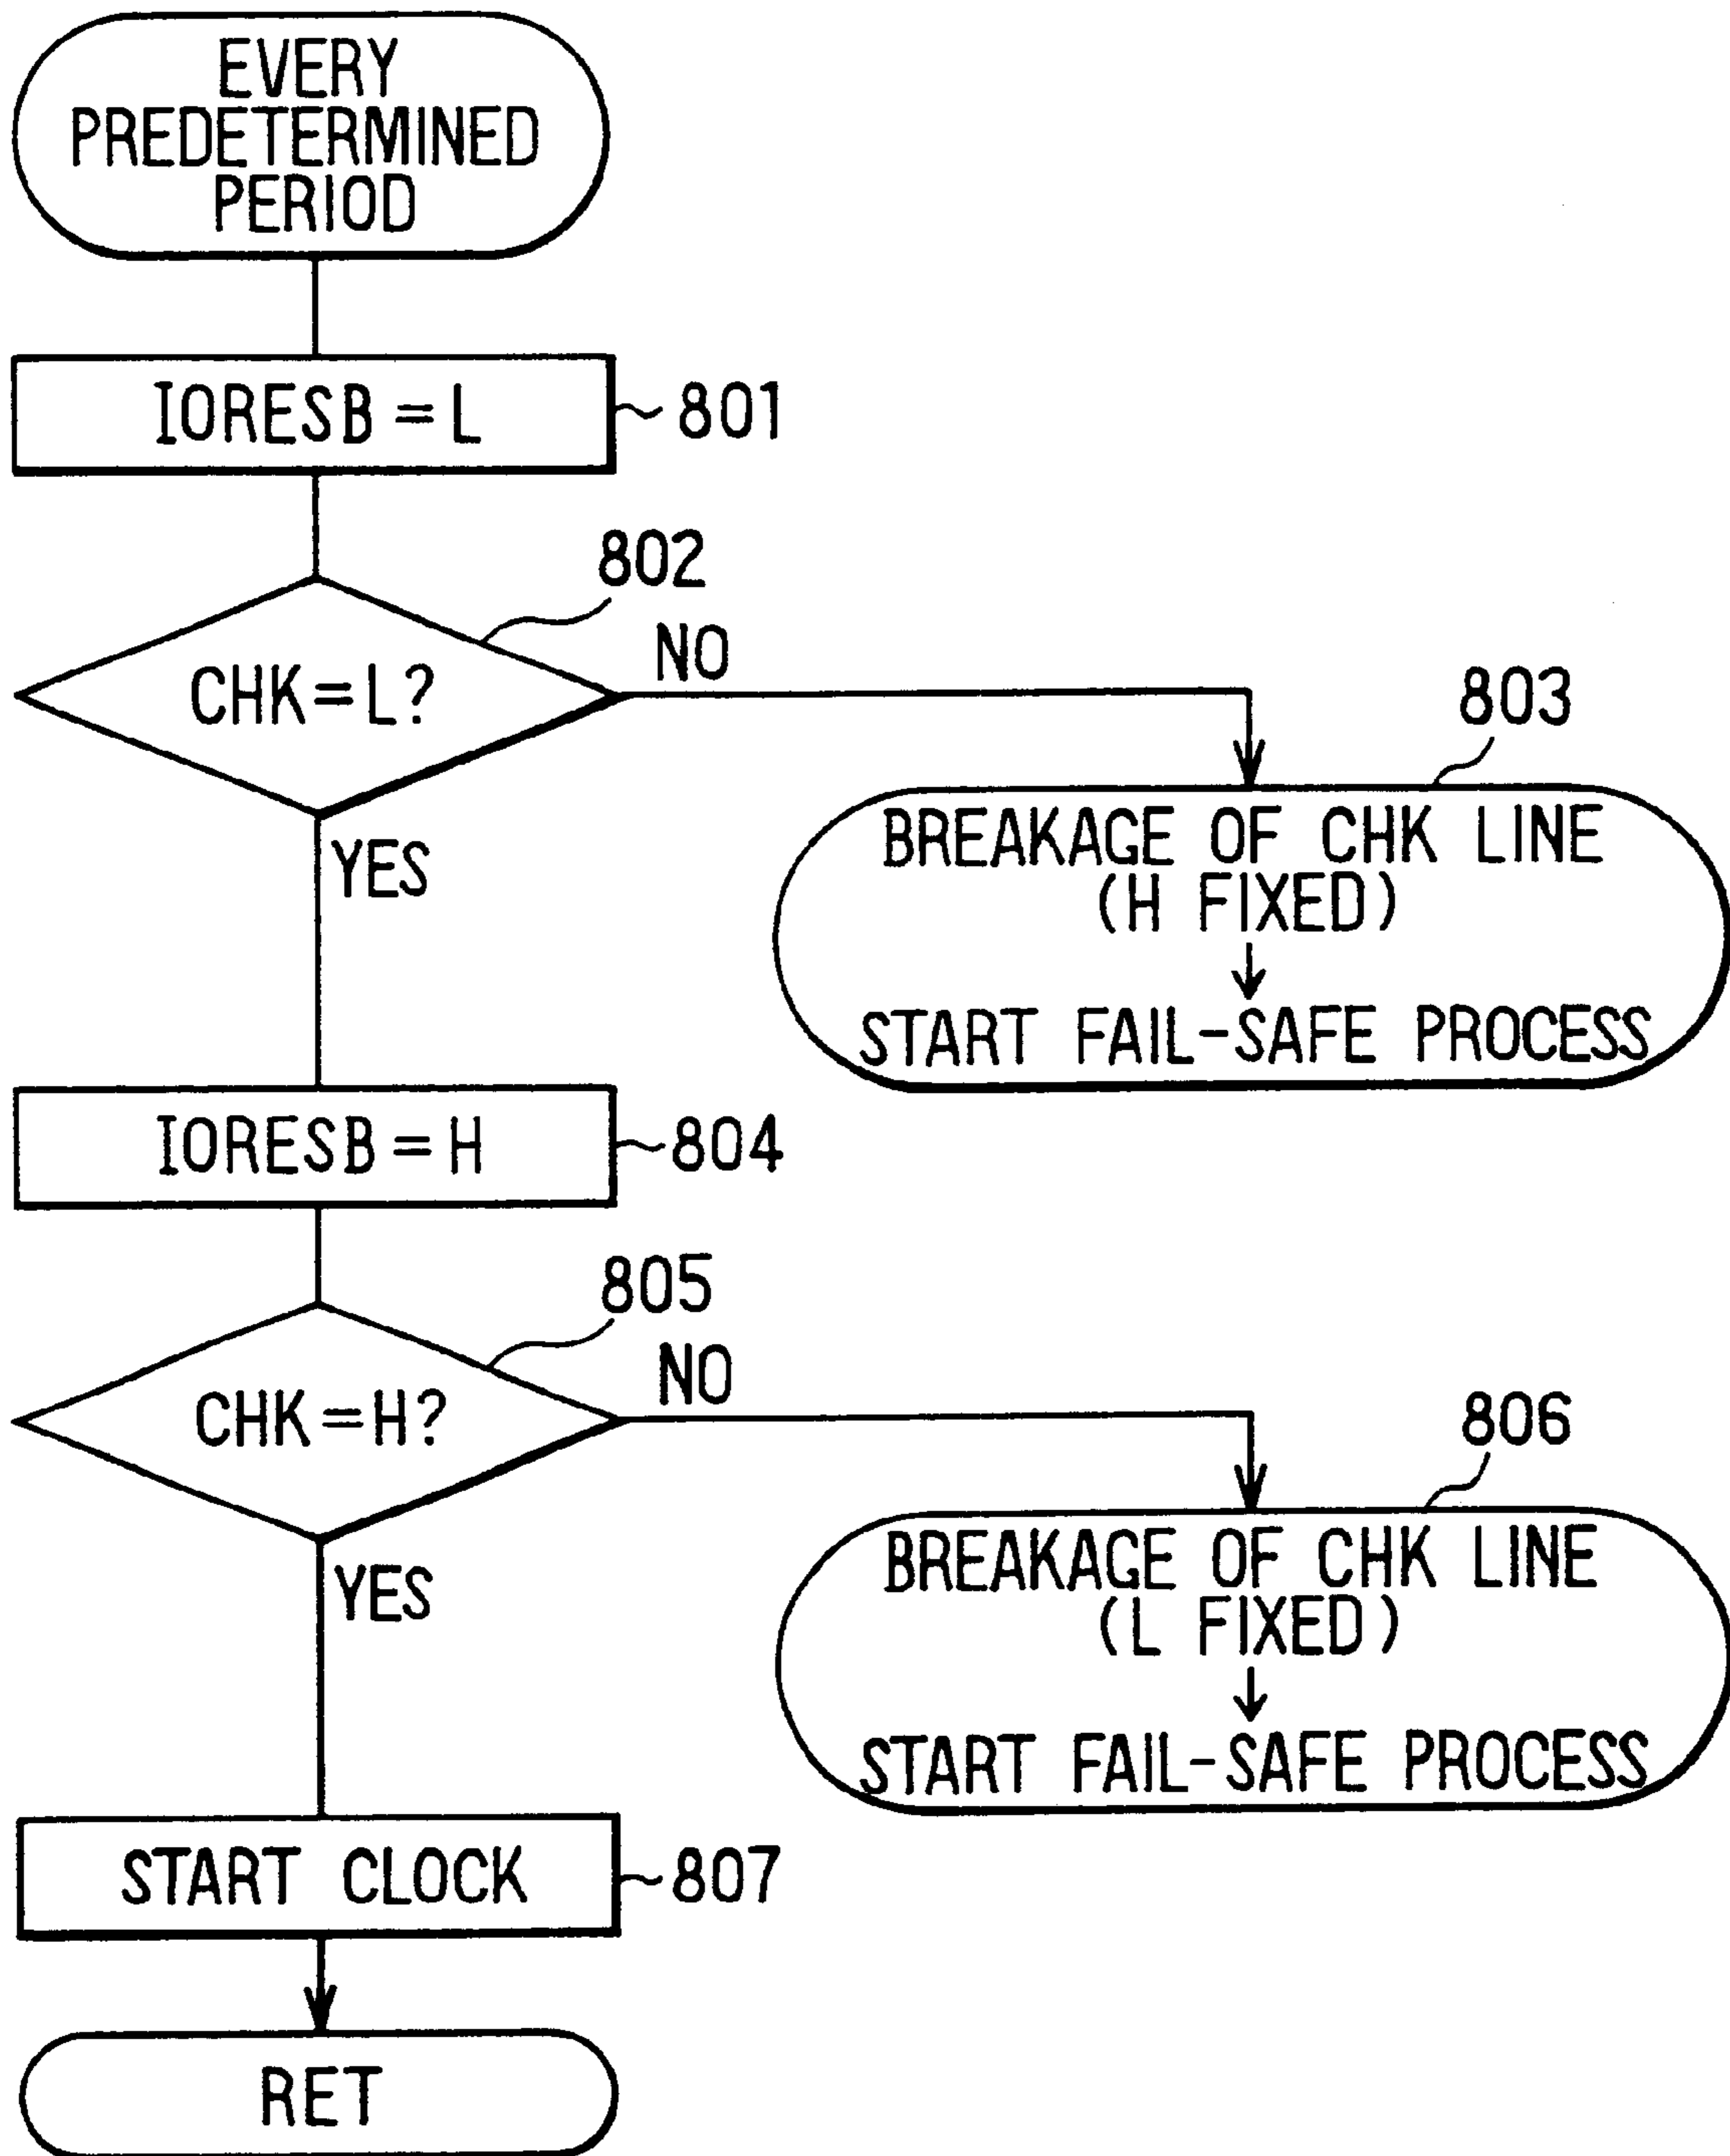 EVERY
PREDETERMINED
PERIOD
IORESB = L
801
802
CHK = L?
NO
YES
803
BREAKAGE OF CHK LINE
(H FIXED)
START FAIL-SAFE PROCESS
IORESB = H
804
805
CHK = H?
NO
YES
806
BREAKAGE OF CHK LINE
(L FIXED)
START FAIL-SAFE PROCESS
START CLOCK
807
RET